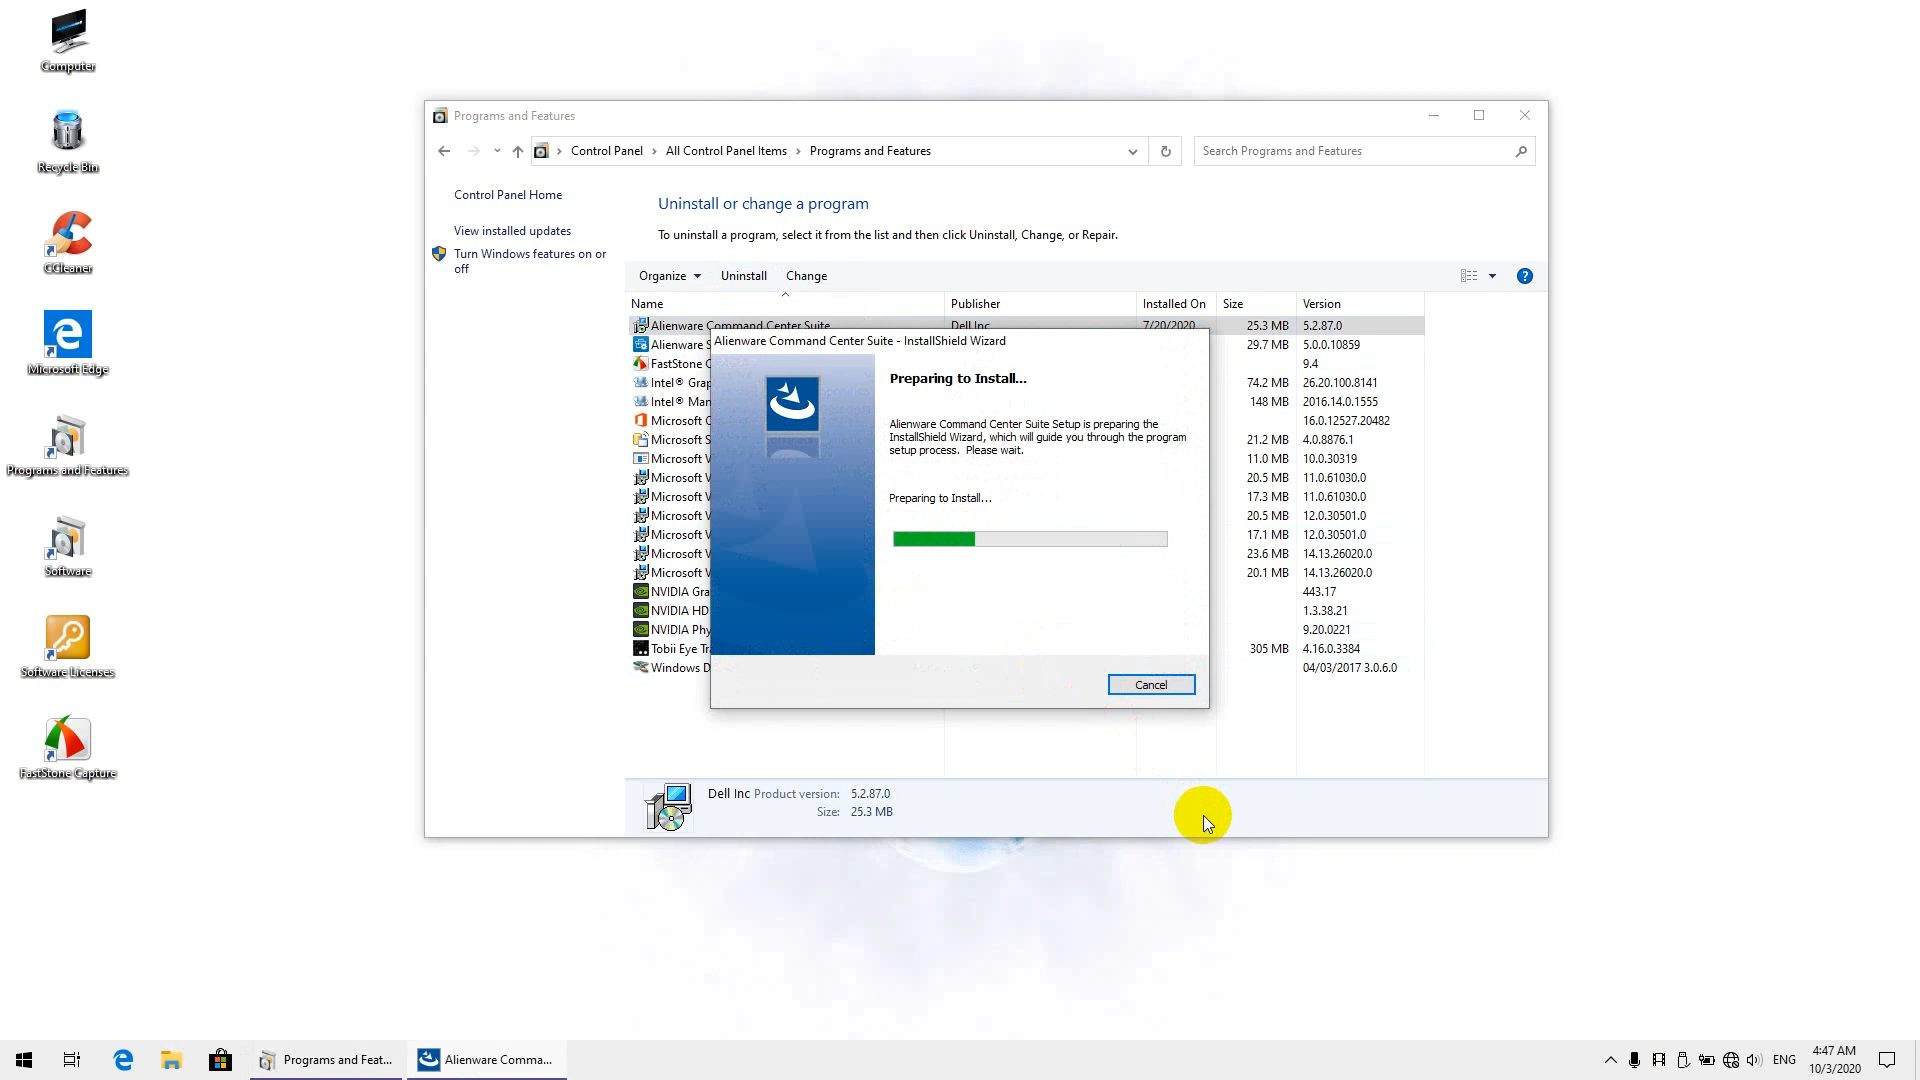 Computer
Recycle Bin
CCleaner
Microsoft Edge
Programs and Features
Software
Software Licenses
FastStone Capture
Programs and Features
Control Panel
All Control Panel Items
Programs and Features
Search Programs and Features
Control Panel Home
View installed updates
Turn Windows features on or
off
Uninstall or change a program
To uninstall a program, select it from the list and then click Uninstall, Change, or Repair.
Organize Uninstall Change
Name Publisher Installed On Size Version
Alienware Command Center Suite Dell Inc 7/20/2020 25.3 MB 5.2.87.0
Alienware S 29.7 MB 5.0.0.10859
FastStone C 9.4
Intel® Grap 74.2 MB 26.20.100.8141
Intel® Man 148 MB 2016.14.0.1555
Microsoft O 16.0.12527.20482
Microsoft S 21.2 MB 4.0.8876.1
Microsoft V 11.0 MB 10.0.30319
Microsoft V 20.5 MB 11.0.61030.0
Microsoft V 17.3 MB 11.0.61030.0
Microsoft V 20.5 MB 12.0.30501.0
Microsoft V 17.1 MB 12.0.30501.0
Microsoft V 23.6 MB 14.13.26020.0
Microsoft V 20.1 MB 14.13.26020.0
NVIDIA Gra 443.17
NVIDIA HD 1.3.38.21
NVIDIA Phy 9.20.0221
Tobii Eye Tr 305 MB 4.16.0.3384
Windows D 04/03/2017 3.0.6.0
Alienware Command Center Suite - InstallShield Wizard
Preparing to Install...
Alienware Command Center Suite Setup is preparing the
InstallShield Wizard, which will guide you through the program
setup process. Please wait.
Preparing to Install...
Cancel
Dell Inc Product version: 5.2.87.0
Size: 25.3 MB
Programs and Feat...
Alienware Comma...
ENG
4:47 AM
10/3/2020